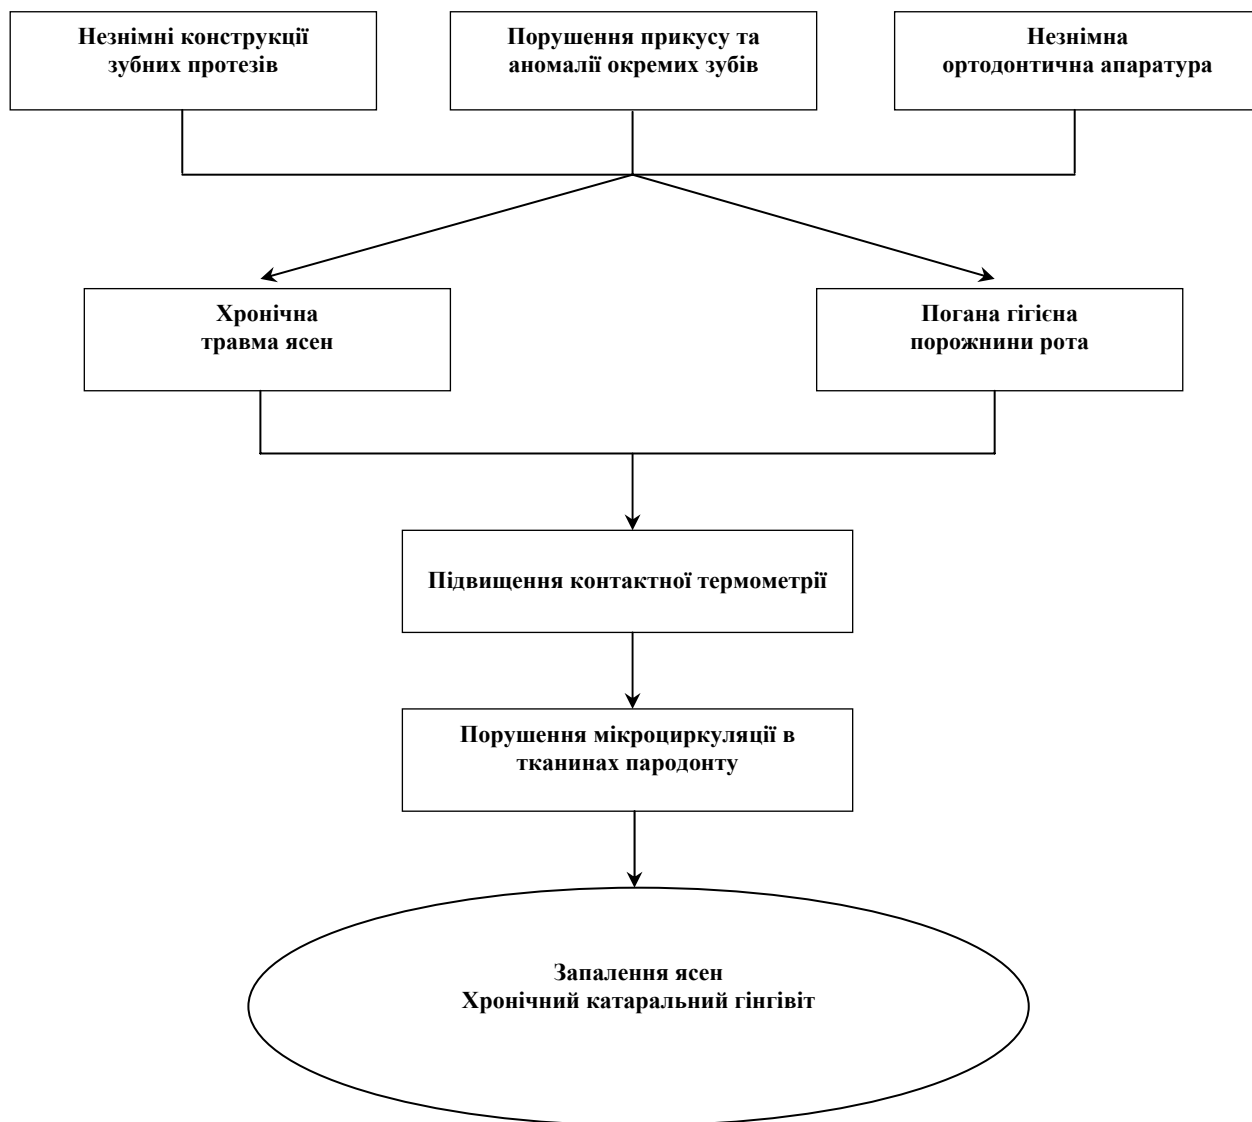 Незнімні конструкції
зубних протезів
Порушення прикусу та
аномалії окремих зубів
Незнімна
ортодонтична апаратура
Хронічна
травма ясен
Погана гігієна
порожнини рота
Підвищення контактної термометрії
Порушення мікроциркуляції в
тканинах пародонту
Запалення ясен
Хронічний катаральний гінгівіт